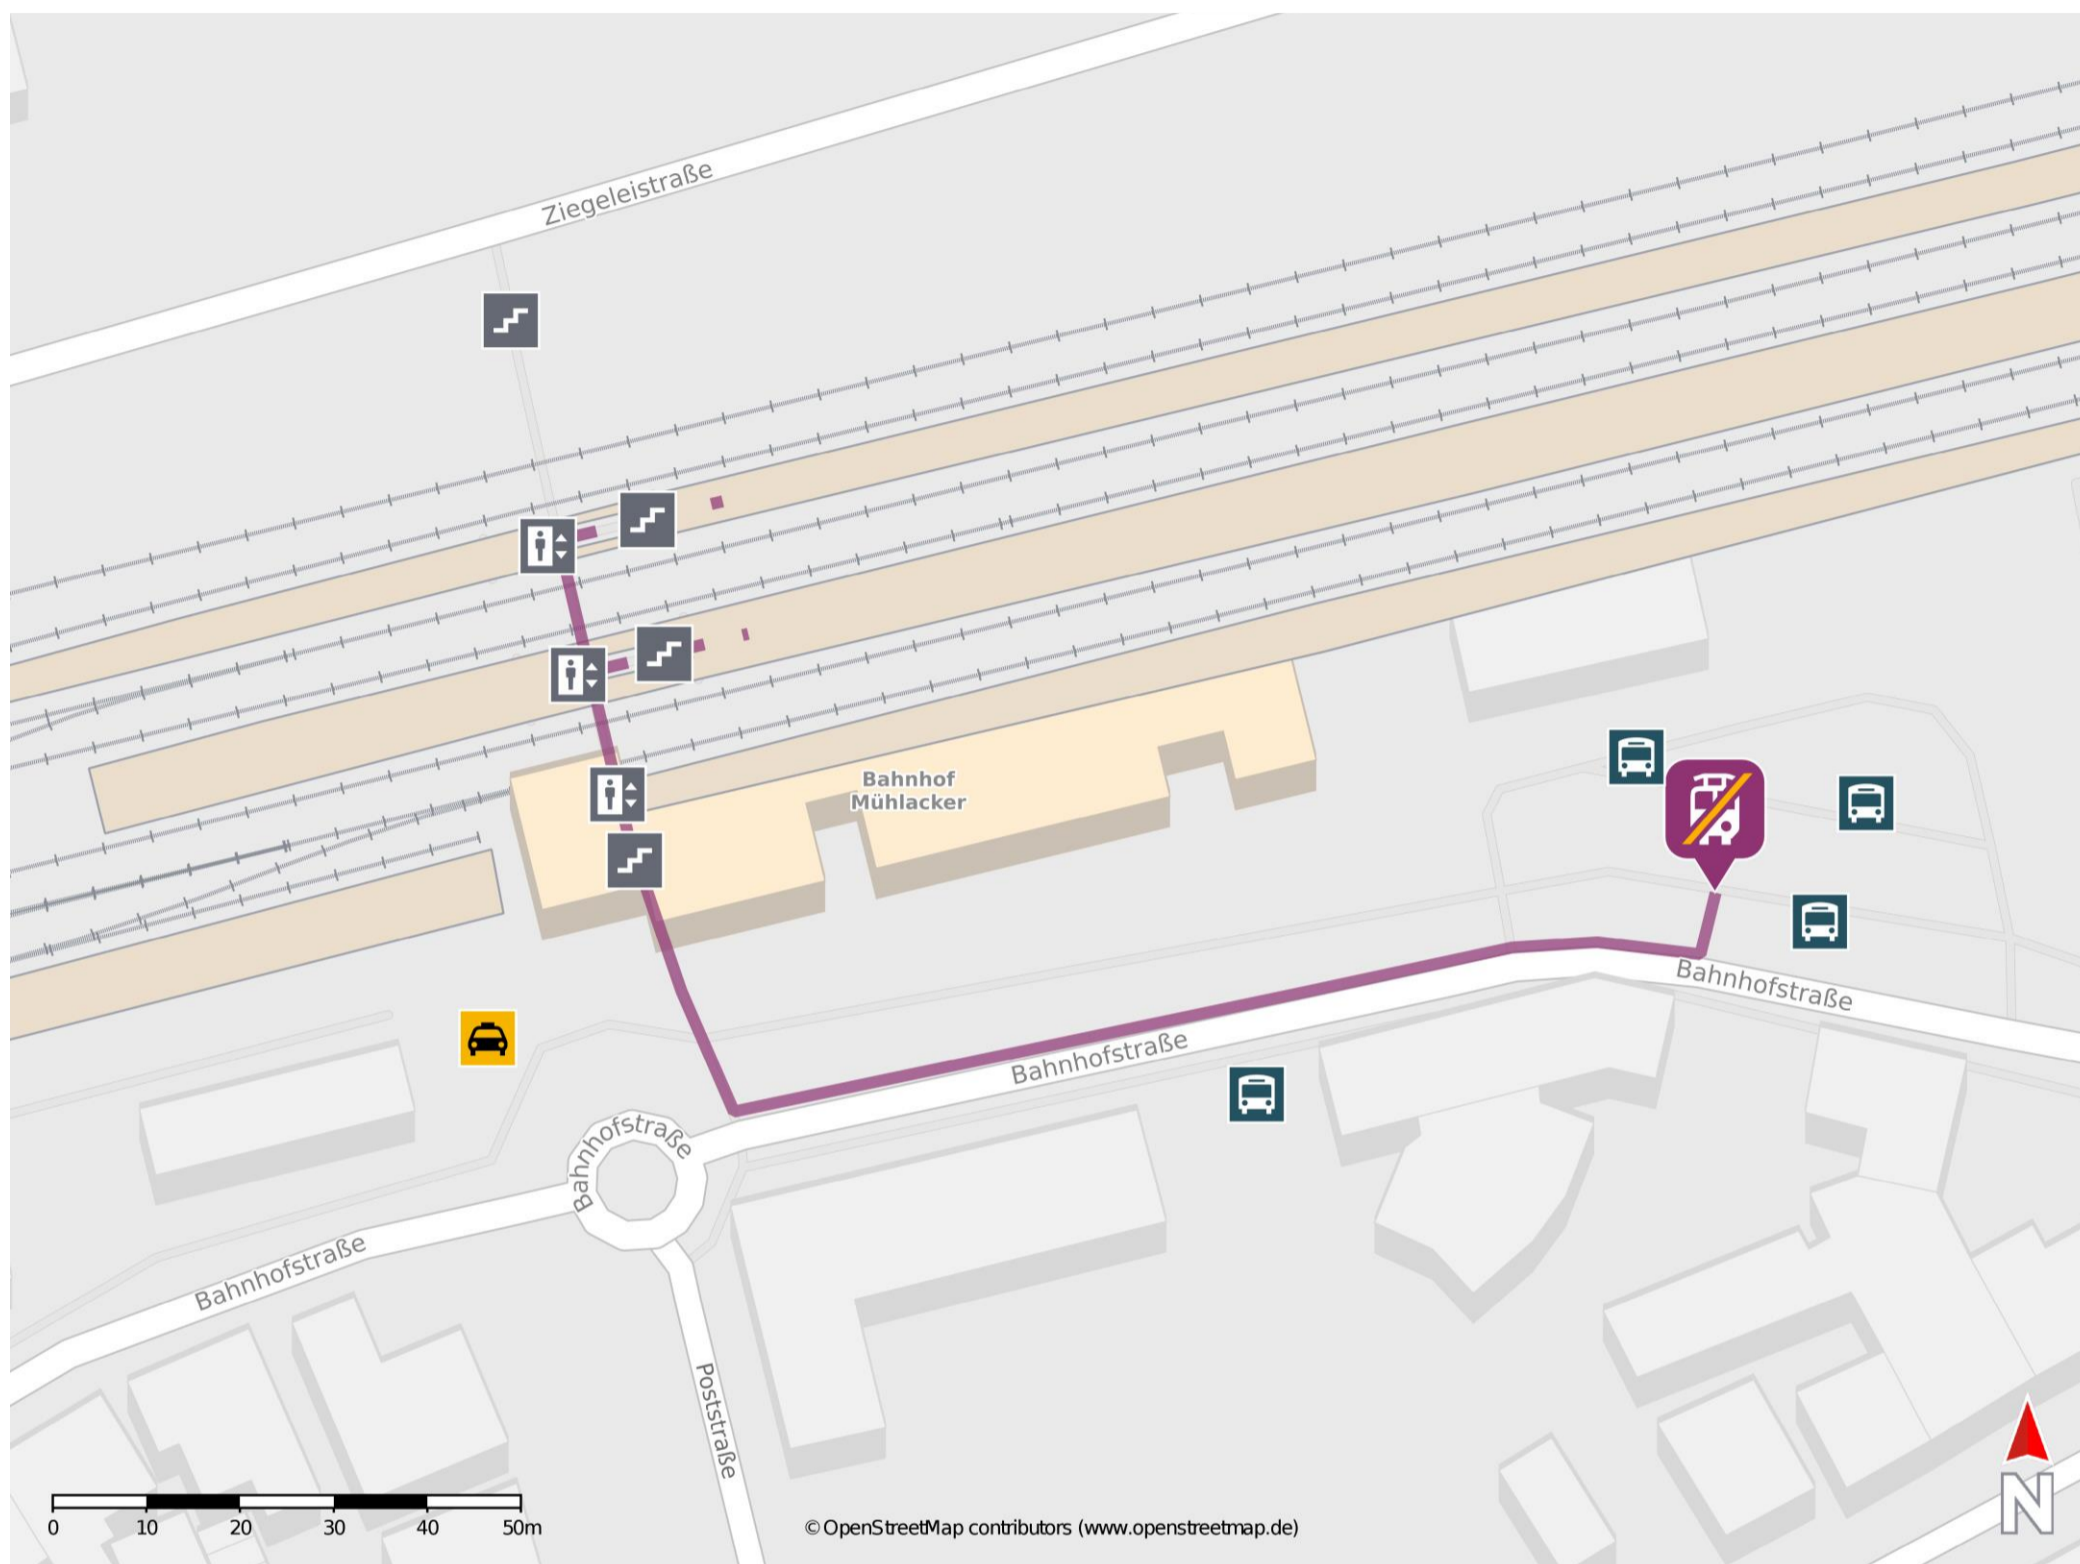 Ziegeleistraße
Bahnhof
Mühlacker
Bahnhofstraße
Bahnhofstraße
Bahnhofstraße
Bahnhofstraße
Poststraße
0 10 20 30 40 50m
© OpenStreetMap contributors (www.openstreetmap.de)
N